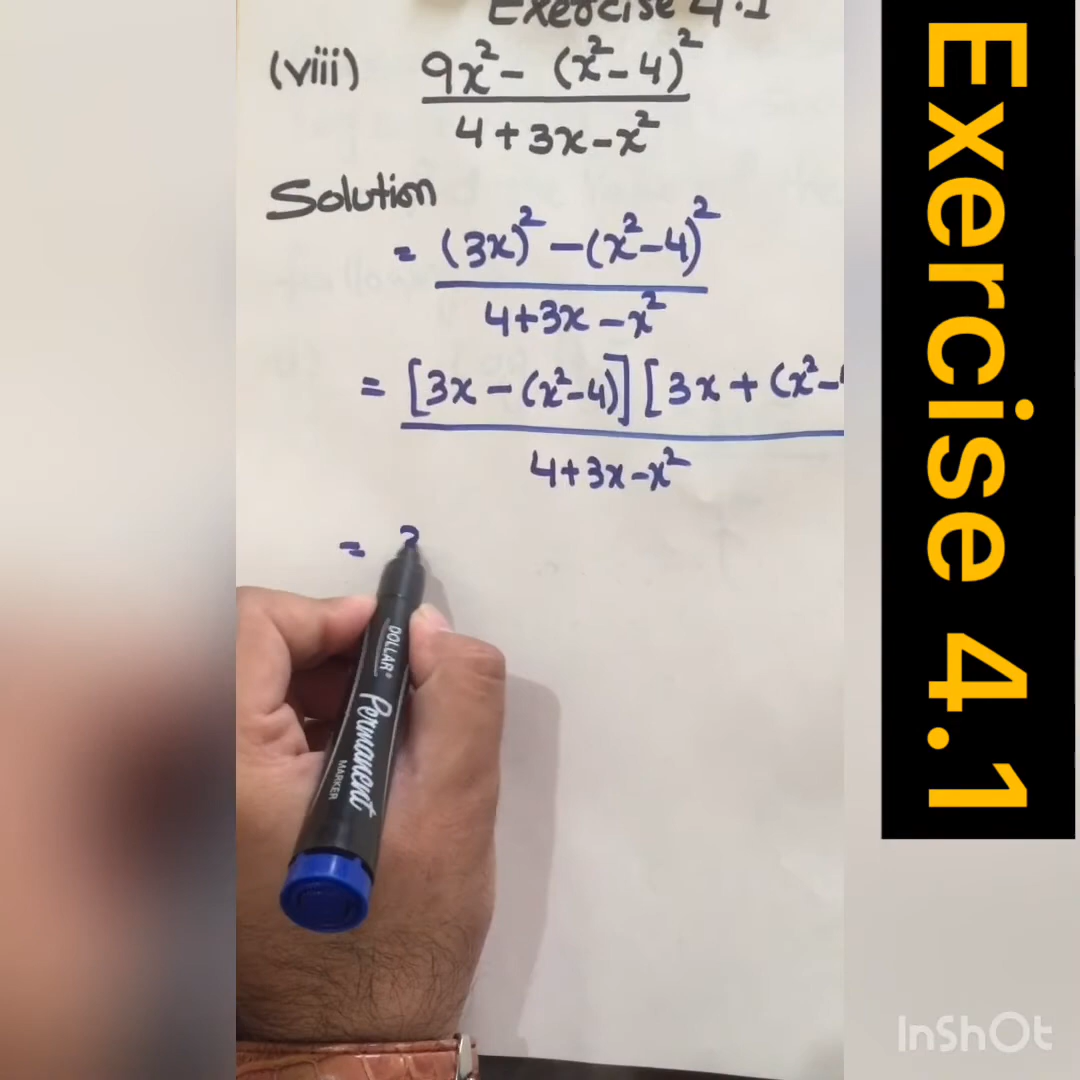 Exercise 4.1
(viii) 9x² - (x² - 4)²
4 + 3x - x²
Solution
= (3x)² - (x² - 4)²
4 + 3x - x²
= [3x - (x² - 4)] [3x + (x² -
4 + 3x - x²
=
DOLLAR
Permanent
MARKER
Exercise 4.1
InShOt